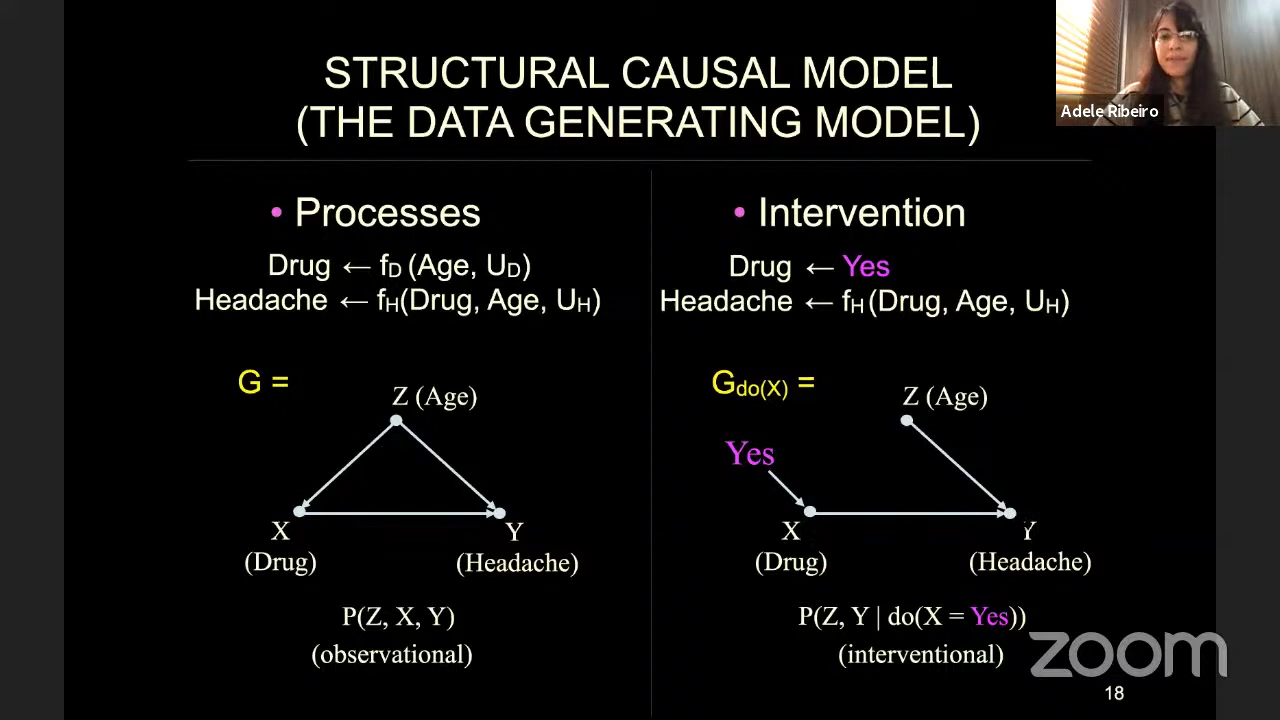 STRUCTURAL CAUSAL MODEL
(THE DATA GENERATING MODEL)
Adele Ribeiro
• Processes
Drug ← fD (Age, UD)
Headache ← fH(Drug, Age, UH)
G =
Z (Age)
X
(Drug)
Y
(Headache)
P(Z, X, Y)
(observational)
• Intervention
Drug ← Yes
Headache ← fH (Drug, Age, UH)
Gdo(X) =
Z (Age)
Yes
X
(Drug)
Y
(Headache)
P(Z, Y | do(X = Yes))
(interventional)
zoom
18